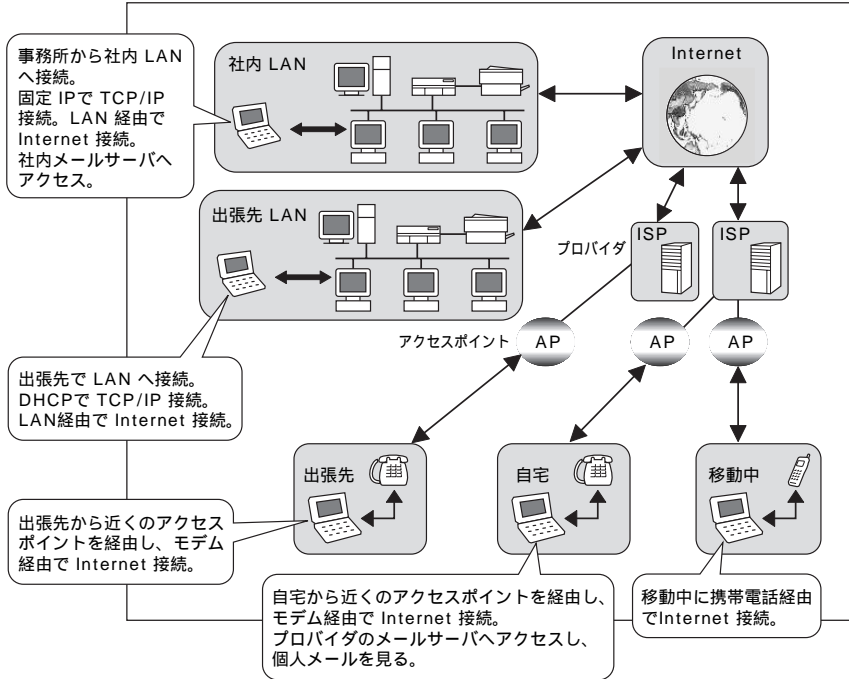 事務所から社内 LAN
へ接続。
固定 IPで TCP/IP
接続。LAN 経由で
Internet 接続。
社内メールサーバへ
アクセス。
社内 LAN
Internet
出張先 LAN
プロバイダ
ISP
ISP
アクセスポイント
AP
AP
AP
出張先で LAN へ接続。
DHCPで TCP/IP 接続。
LAN経由で Internet 接続。
出張先
自宅
移動中
出張先から近くのアクセス
ポイントを経由し、モデム
経由で Internet 接続。
自宅から近くのアクセスポイントを経由し、
モデム経由で Internet 接続。
プロバイダのメールサーバへアクセスし、
個人メールを見る。
移動中に携帯電話経由
でInternet 接続。